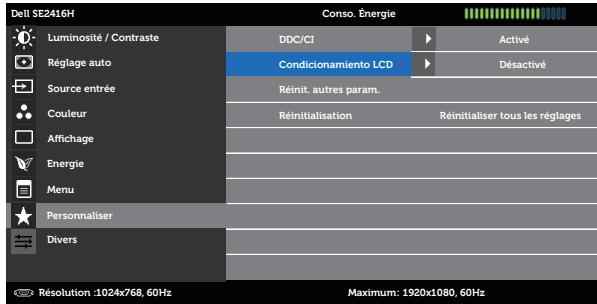 Dell SE2416H Conso. Énergie
Luminosité / Contraste
Réglage auto
Source entrée
Couleur
Affichage
Energie
Menu
Personnaliser
Divers
DDC/CI Activé
Condicionamiento LCD Désactivé
Réinit. autres param.
Réinitialisation Réinitialiser tous les réglages
Résolution :1024x768, 60Hz Maximum: 1920x1080, 60Hz